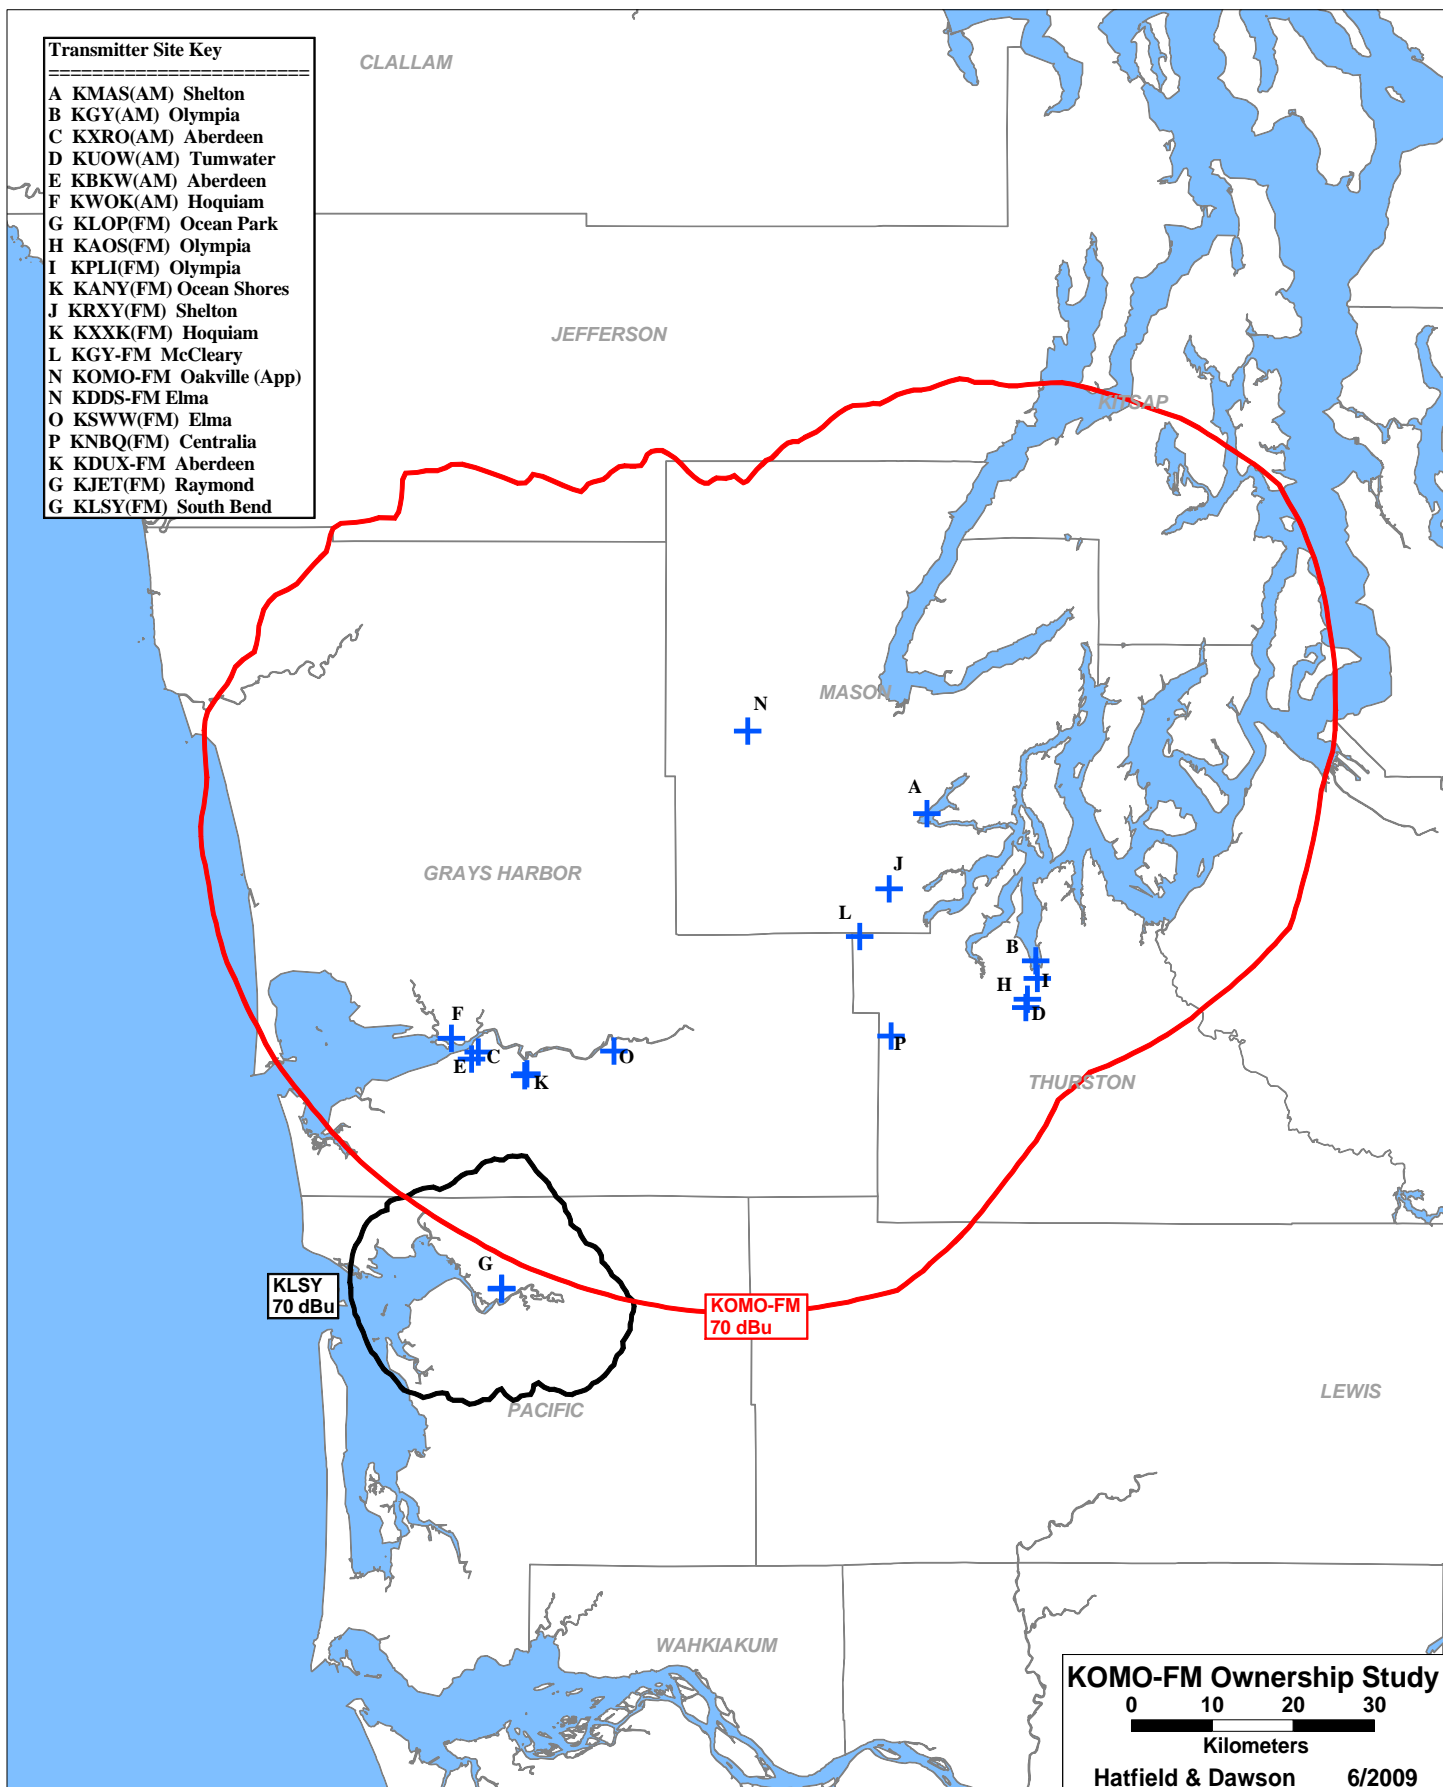 Transmitter Site Key
========================
A KMAS(AM) Shelton
B KGY(AM) Olympia
C KXRO(AM) Aberdeen
D KUOW(AM) Tumwater
E KBKW(AM) Aberdeen
F KWOK(AM) Hoquiam
G KLOP(FM) Ocean Park
H KAOS(FM) Olympia
I KPLI(FM) Olympia
K KANY(FM) Ocean Shores
J KRXY(FM) Shelton
K KXXK(FM) Hoquiam
L KGY-FM McCleary
N KOMO-FM Oakville (App)
N KDDS-FM Elma
O KSWW(FM) Elma
P KNBQ(FM) Centralia
K KDUX-FM Aberdeen
G KJET(FM) Raymond
G KLSY(FM) South Bend
CLALLAM
JEFFERSON
KITSAP
MASON
N
A
GRAYS HARBOR
J
L
B
I
H
D
F
C
E
O
K
P
THURSTON
G
KLSY
70 dBu
KOMO-FM
70 dBu
LEWIS
PACIFIC
WAHKIAKUM
KOMO-FM Ownership Study
0 10 20 30
Kilometers
Hatfield & Dawson 6/2009